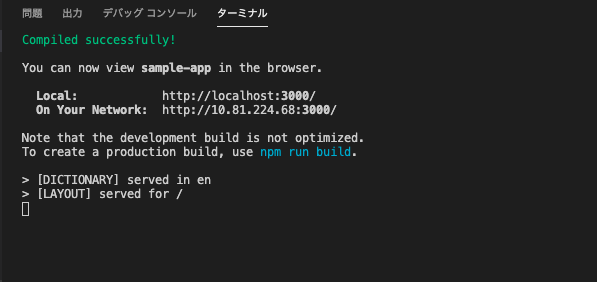 問題 出力 デバッグ コンソール ターミナル
Compiled successfully!
You can now view sample-app in the browser.
Local: http://localhost:3000/
On Your Network: http://10.81.224.68:3000/
Note that the development build is not optimized.
To create a production build, use npm run build.
> [DICTIONARY] served in en
> [LAYOUT] served for /